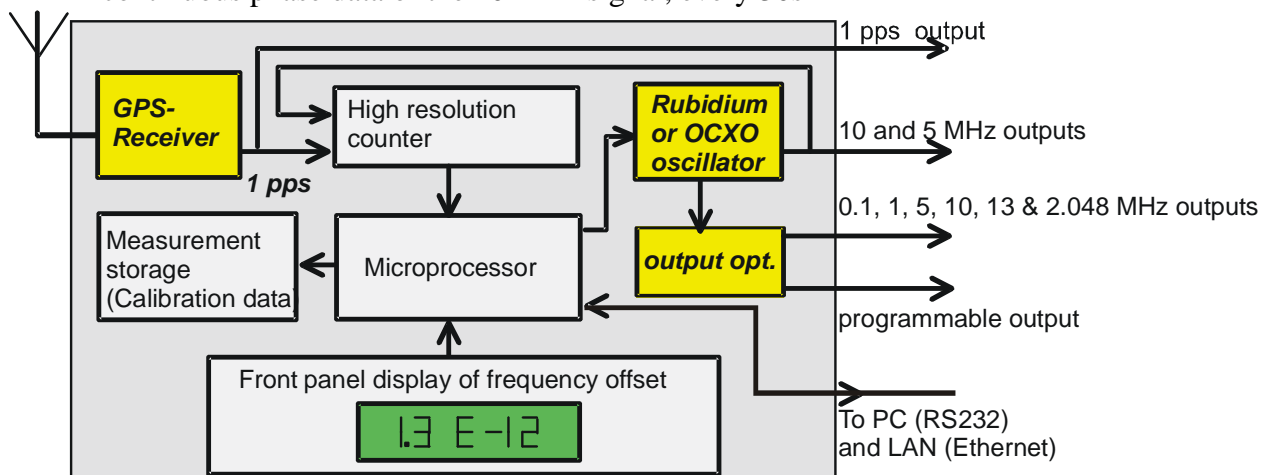 1 pps output
GPS-
Receiver
High resolution
counter
Rubidium
or OCXO
oscillator
10 and 5 MHz outputs
1 pps
0.1, 1, 5, 10, 13 & 2.048 MHz outputs
Measurement
storage
(Calibration data)
Microprocessor
output opt.
programmable output
Front panel display of frequency offset
1.3 E-12
To PC (RS232)
and LAN (Ethernet)